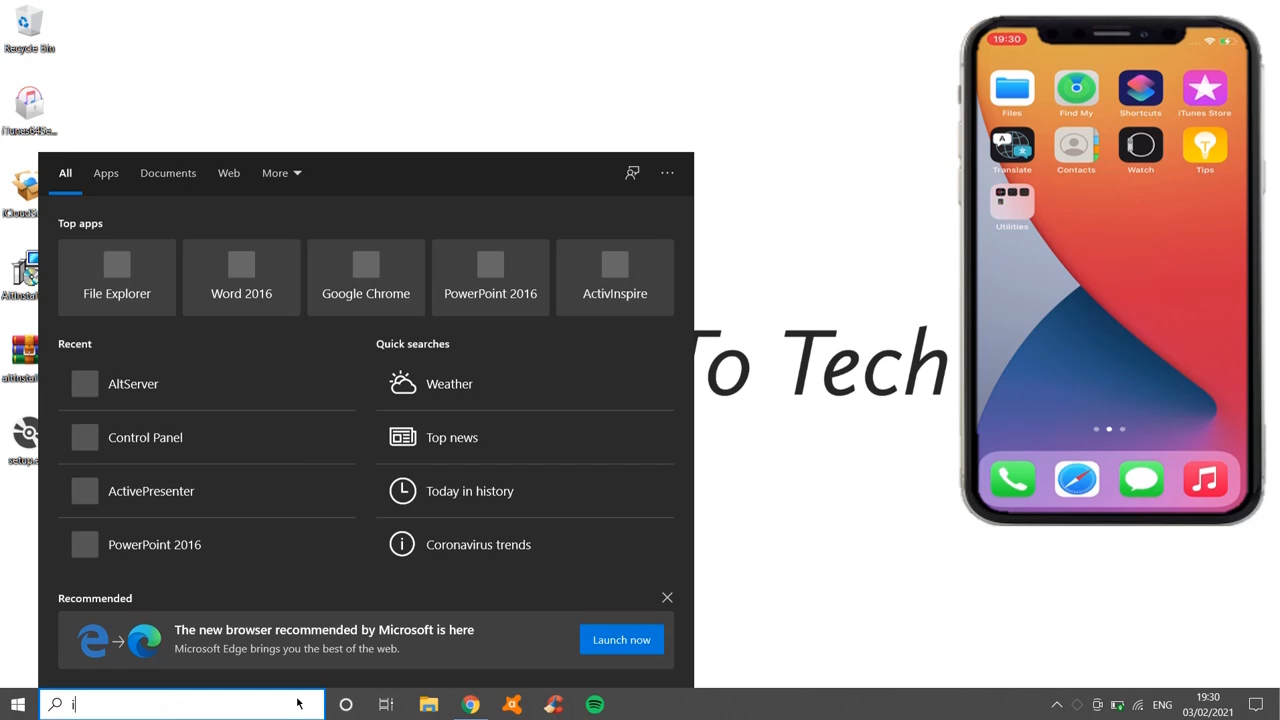 Recycle Bin
iTunes64Se...
All Apps Documents Web More
Top apps
File Explorer
Word 2016
Google Chrome
PowerPoint 2016
ActivInspire
Recent
AltServer
Control Panel
ActivePresenter
PowerPoint 2016
Quick searches
Weather
Top news
Today in history
Coronavirus trends
Recommended
The new browser recommended by Microsoft is here
Microsoft Edge brings you the best of the web.
Launch now
i
To Tech
19:30
Files
Find My
Shortcuts
iTunes Store
Translate
Contacts
Watch
Tips
Utilities
ENG
19:30
03/02/2021